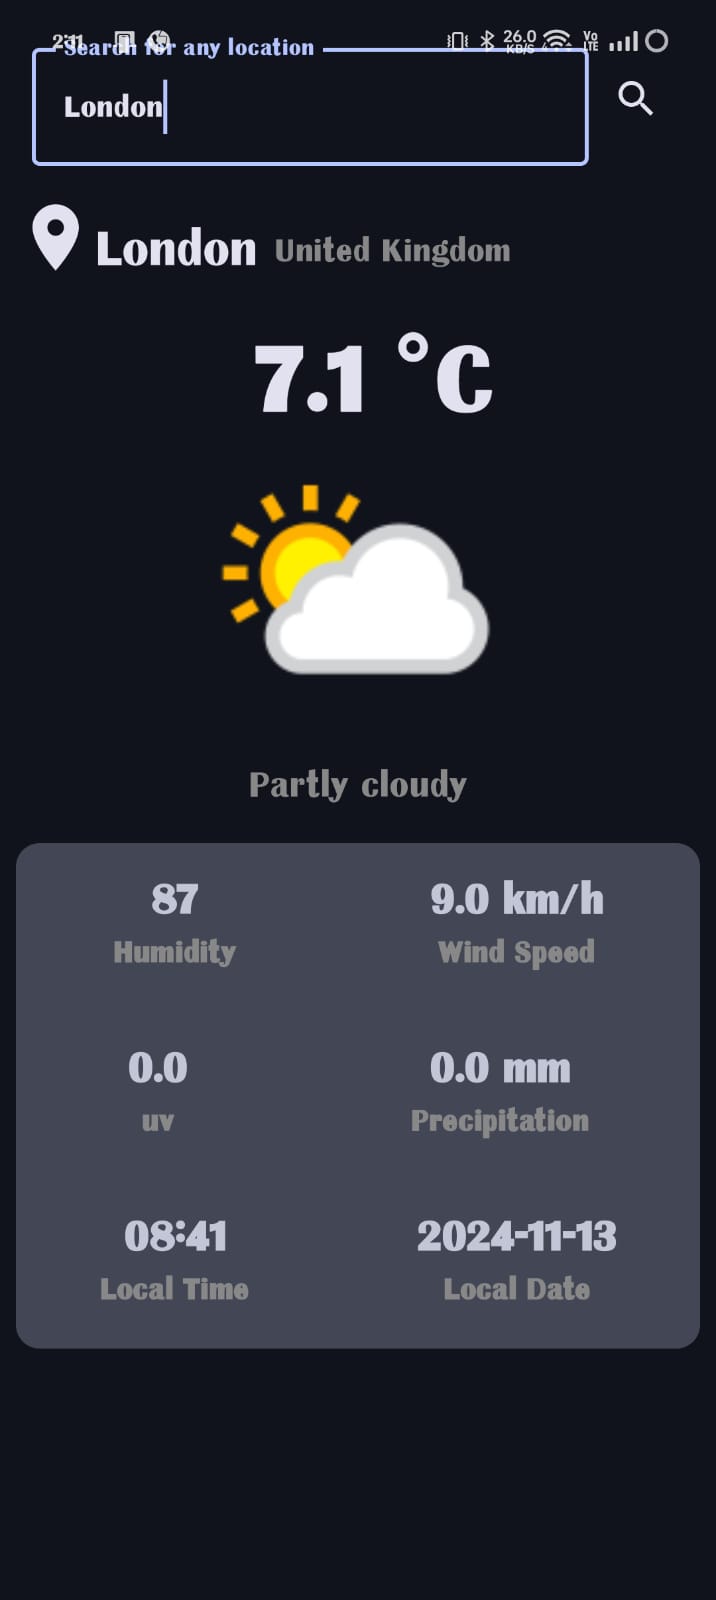 2:11
26.0 KB/S
Vo LTE
Search for any location
London
London United Kingdom
7.1 °C
Partly cloudy
87 9.0 km/h
Humidity Wind Speed
0.0 0.0 mm
uv Precipitation
08:41 2024-11-13
Local Time Local Date